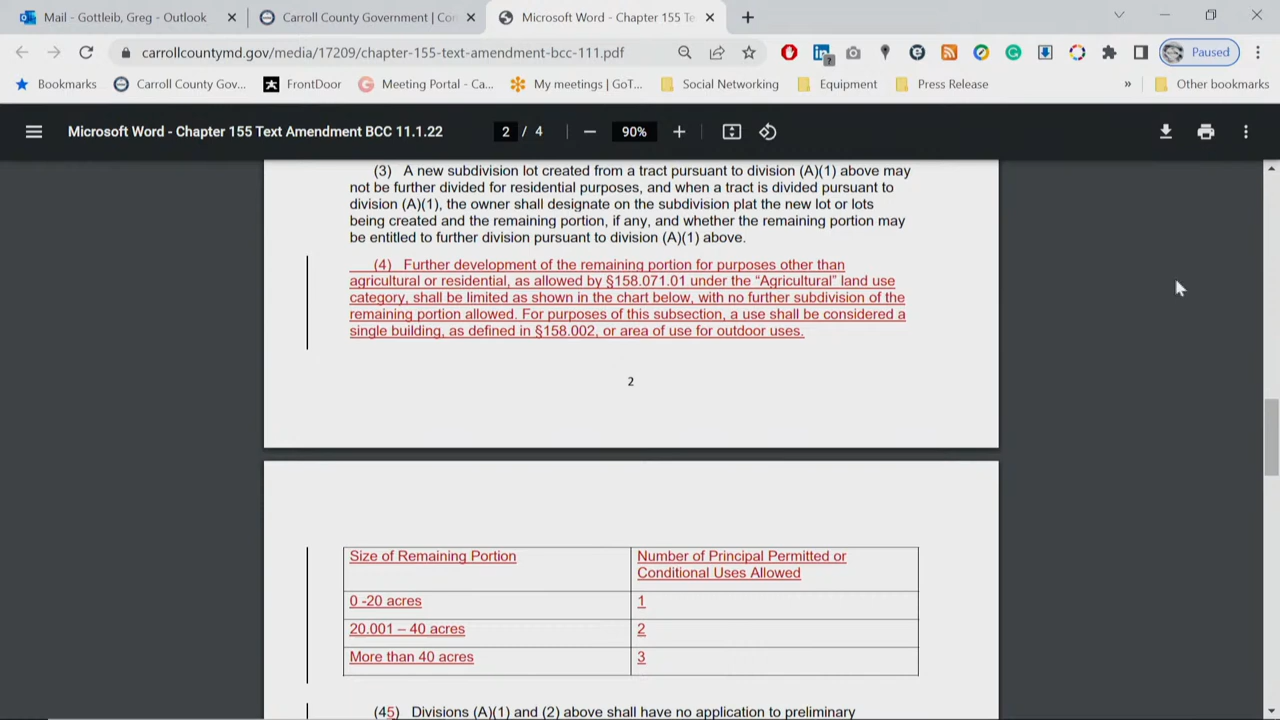 Mail - Gottleib, Greg - Outlook
Carroll County Government | Con
Microsoft Word - Chapter 155 Te
carrollcountymd.gov/media/17209/chapter-155-text-amendment-bcc-111.pdf
Paused
Bookmarks
Carroll County Gov...
FrontDoor
Meeting Portal - Ca...
My meetings | GoT...
Social Networking
Equipment
Press Release
»
Other bookmarks
Microsoft Word - Chapter 155 Text Amendment BCC 11.1.22
2 / 4
90%
(3) A new subdivision lot created from a tract pursuant to division (A)(1) above may
not be further divided for residential purposes, and when a tract is divided pursuant to
division (A)(1), the owner shall designate on the subdivision plat the new lot or lots
being created and the remaining portion, if any, and whether the remaining portion may
be entitled to further division pursuant to division (A)(1) above.
(4) Further development of the remaining portion for purposes other than
agricultural or residential, as allowed by §158.071.01 under the “Agricultural” land use
category, shall be limited as shown in the chart below, with no further subdivision of the
remaining portion allowed. For purposes of this subsection, a use shall be considered a
single building, as defined in §158.002, or area of use for outdoor uses.
2
Size of Remaining Portion
Number of Principal Permitted or
Conditional Uses Allowed
0 -20 acres
1
20.001 – 40 acres
2
More than 40 acres
3
(45) Divisions (A)(1) and (2) above shall have no application to preliminary